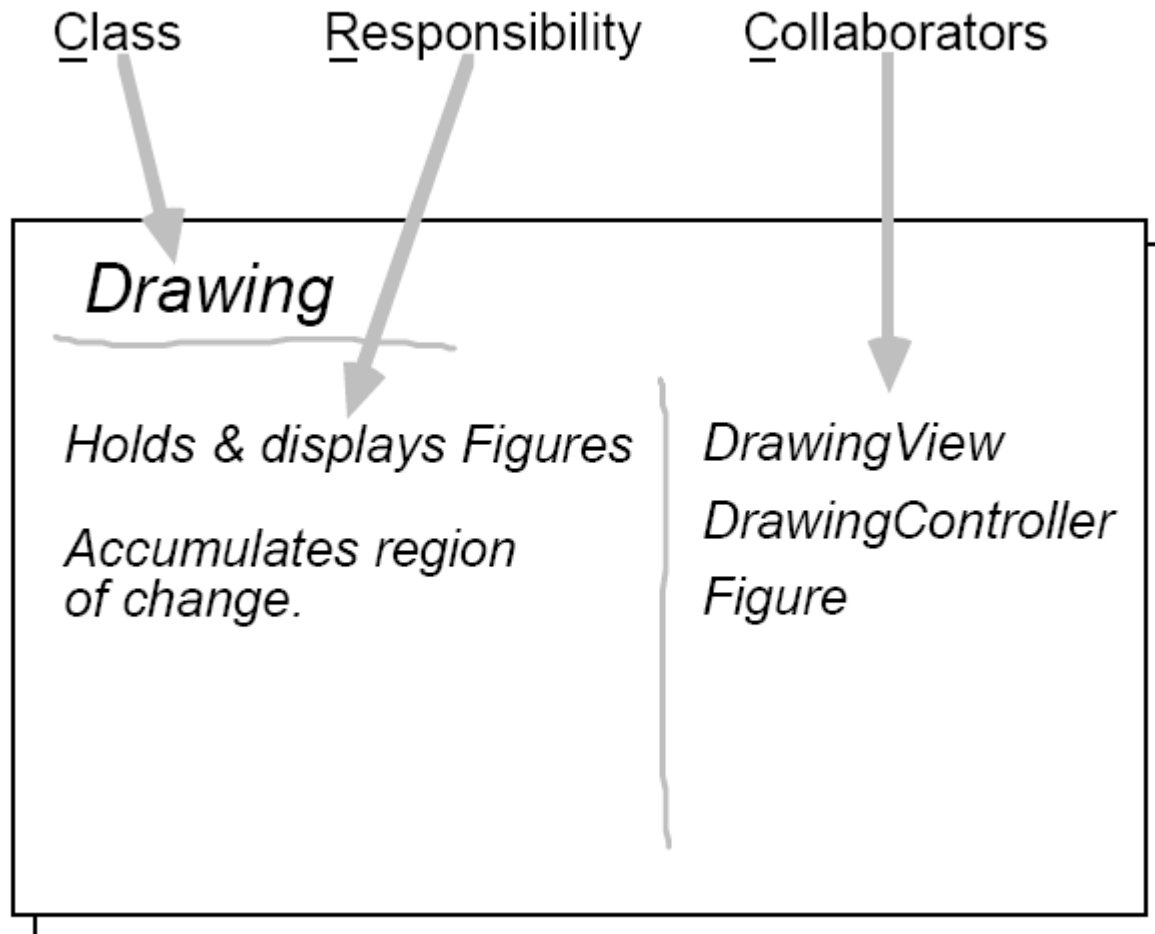 Class Responsibility Collaborators
Drawing
Holds & displays Figures
Accumulates region
of change.
DrawingView
DrawingController
Figure